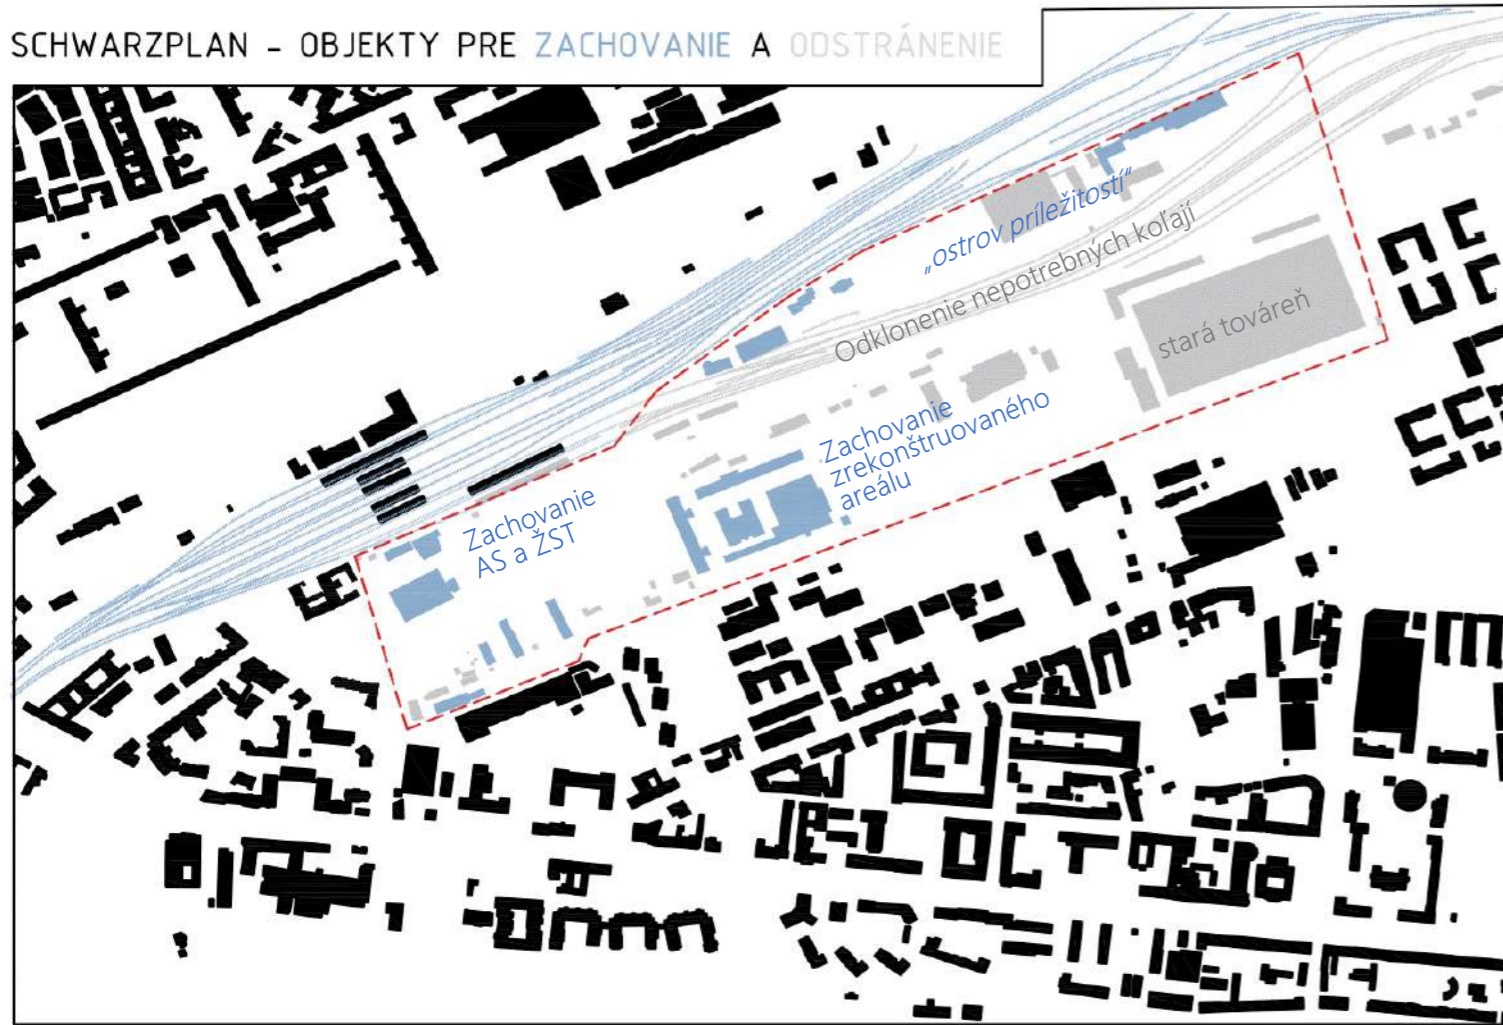 SCHWARZPLAN - OBJEKTY PRE ZACHOVANIE A ODSTRÁNENIE
„ostrov príležitostí“
Odklonenie nepotrebných koľají
stará továreň
Zachovanie
zrekonštruovaného
areálu
Zachovanie
AS a ŽST